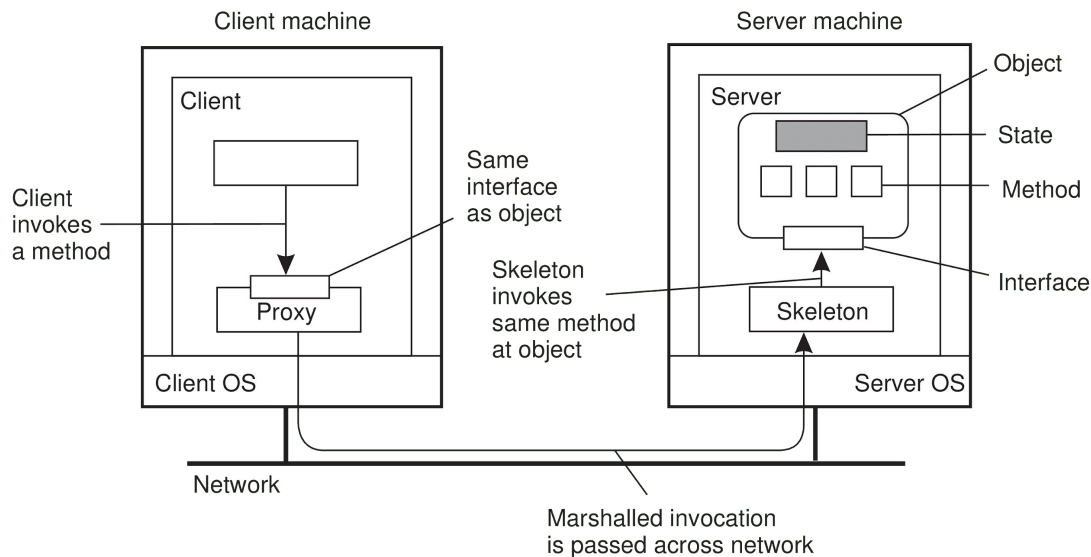 Client machine
Server machine
Object
Client
Server
State
Same
interface
as object
Client
invokes
a method
Method
Skeleton
invokes
same method
at object
Interface
Proxy
Skeleton
Client OS
Server OS
Network
Marshalled invocation
is passed across network